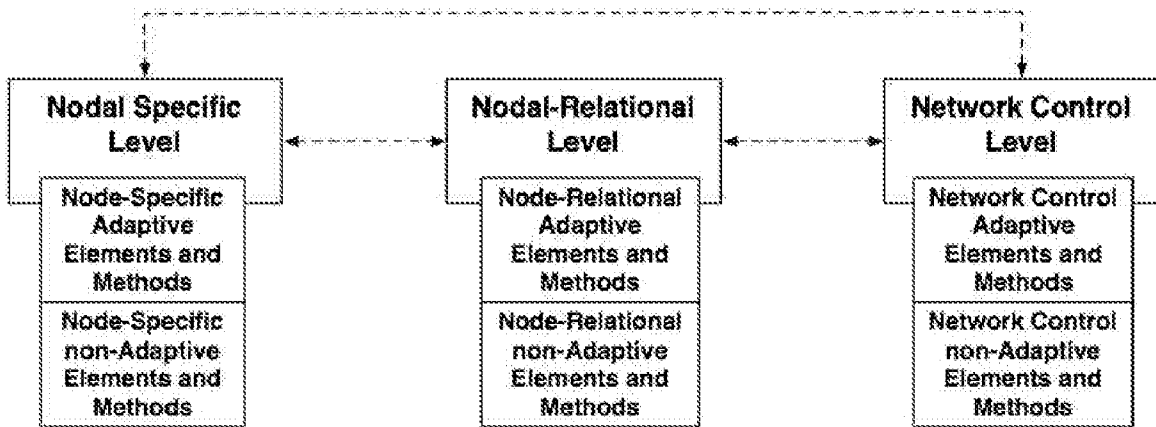 Nodal Specific
Level
Node-Specific
Adaptive
Elements and
Methods
Node-Specific
non-Adaptive
Elements and
Methods
Nodal-Relational
Level
Node-Relational
Adaptive
Elements and
Methods
Node-Relational
non-Adaptive
Elements and
Methods
Network Control
Level
Network Control
Adaptive
Elements and
Methods
Network Control
non-Adaptive
Elements and
Methods